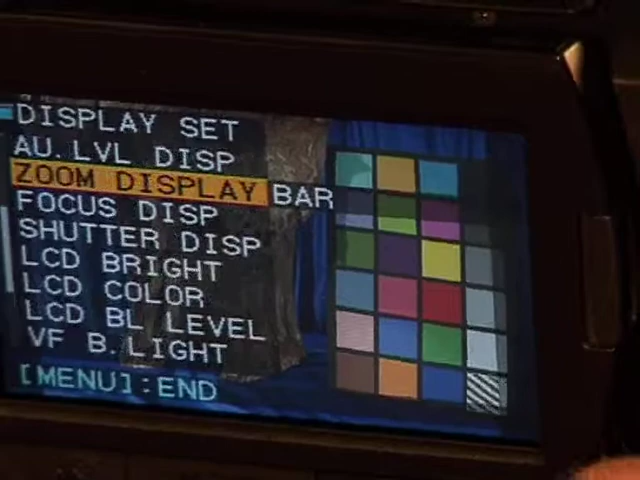 DISPLAY SET
AU.LVL DISP
ZOOM DISPLAY BAR
FOCUS DISP
SHUTTER DISP
LCD BRIGHT
LCD COLOR
LCD BL LEVEL
VF B.LIGHT
[MENU]:END